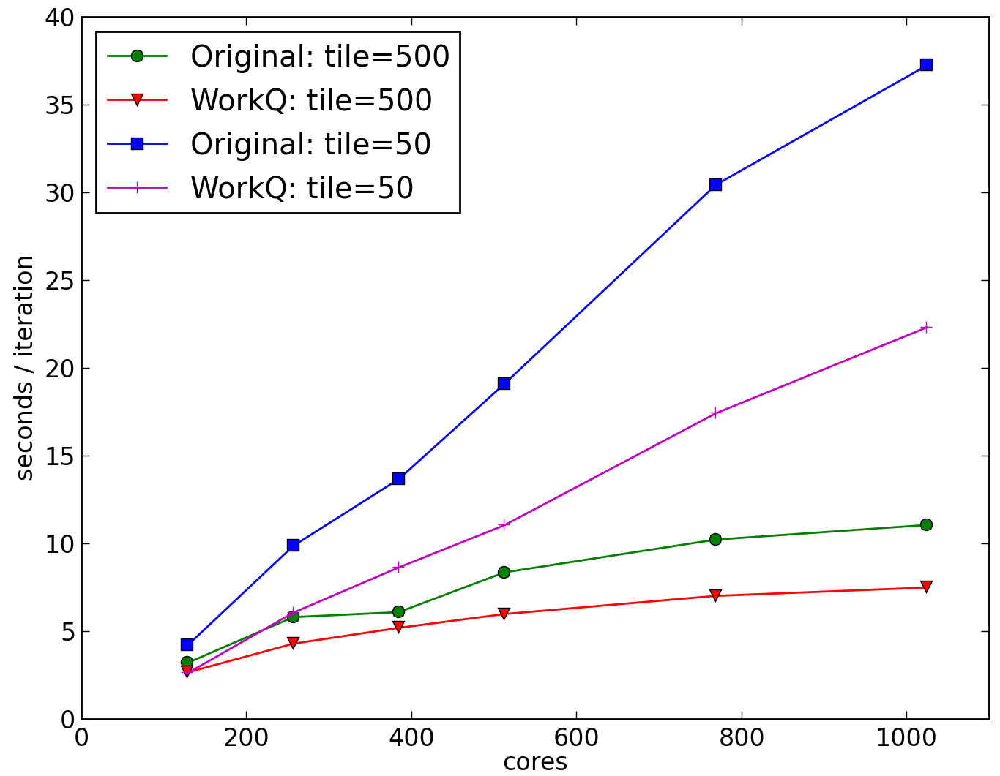 40
35
30
25
20
15
10
5
0
seconds / iteration
Original: tile=500
WorkQ: tile=500
Original: tile=50
WorkQ: tile=50
0 200 400 600 800 1000
cores